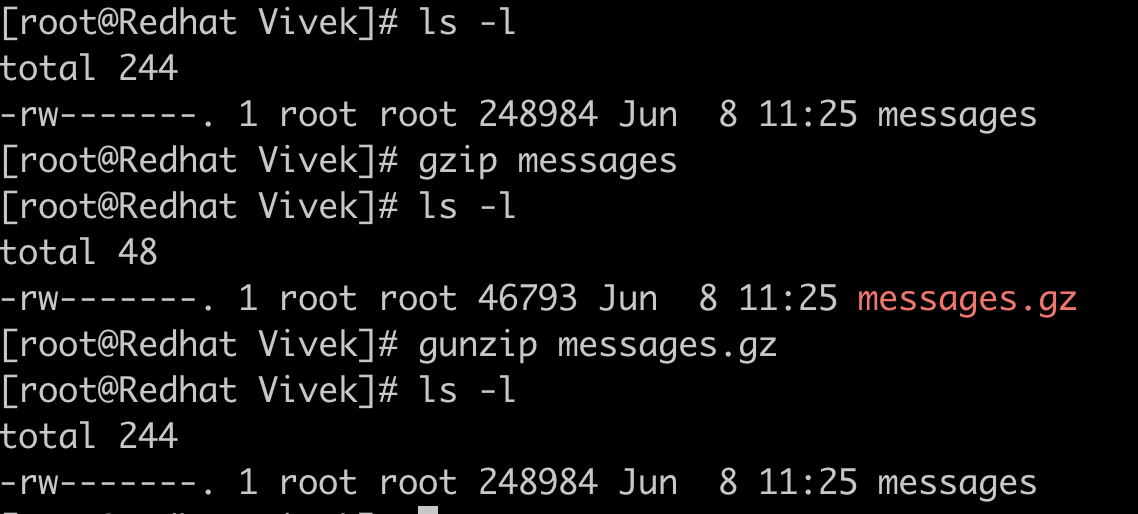 [root@Redhat Vivek]# ls -l
total 244
-rw-------. 1 root root 248984 Jun  8 11:25 messages
[root@Redhat Vivek]# gzip messages
[root@Redhat Vivek]# ls -l
total 48
-rw-------. 1 root root 46793 Jun  8 11:25 messages.gz
[root@Redhat Vivek]# gunzip messages.gz
[root@Redhat Vivek]# ls -l
total 244
-rw-------. 1 root root 248984 Jun  8 11:25 messages
[root@Redhat Vivek]#